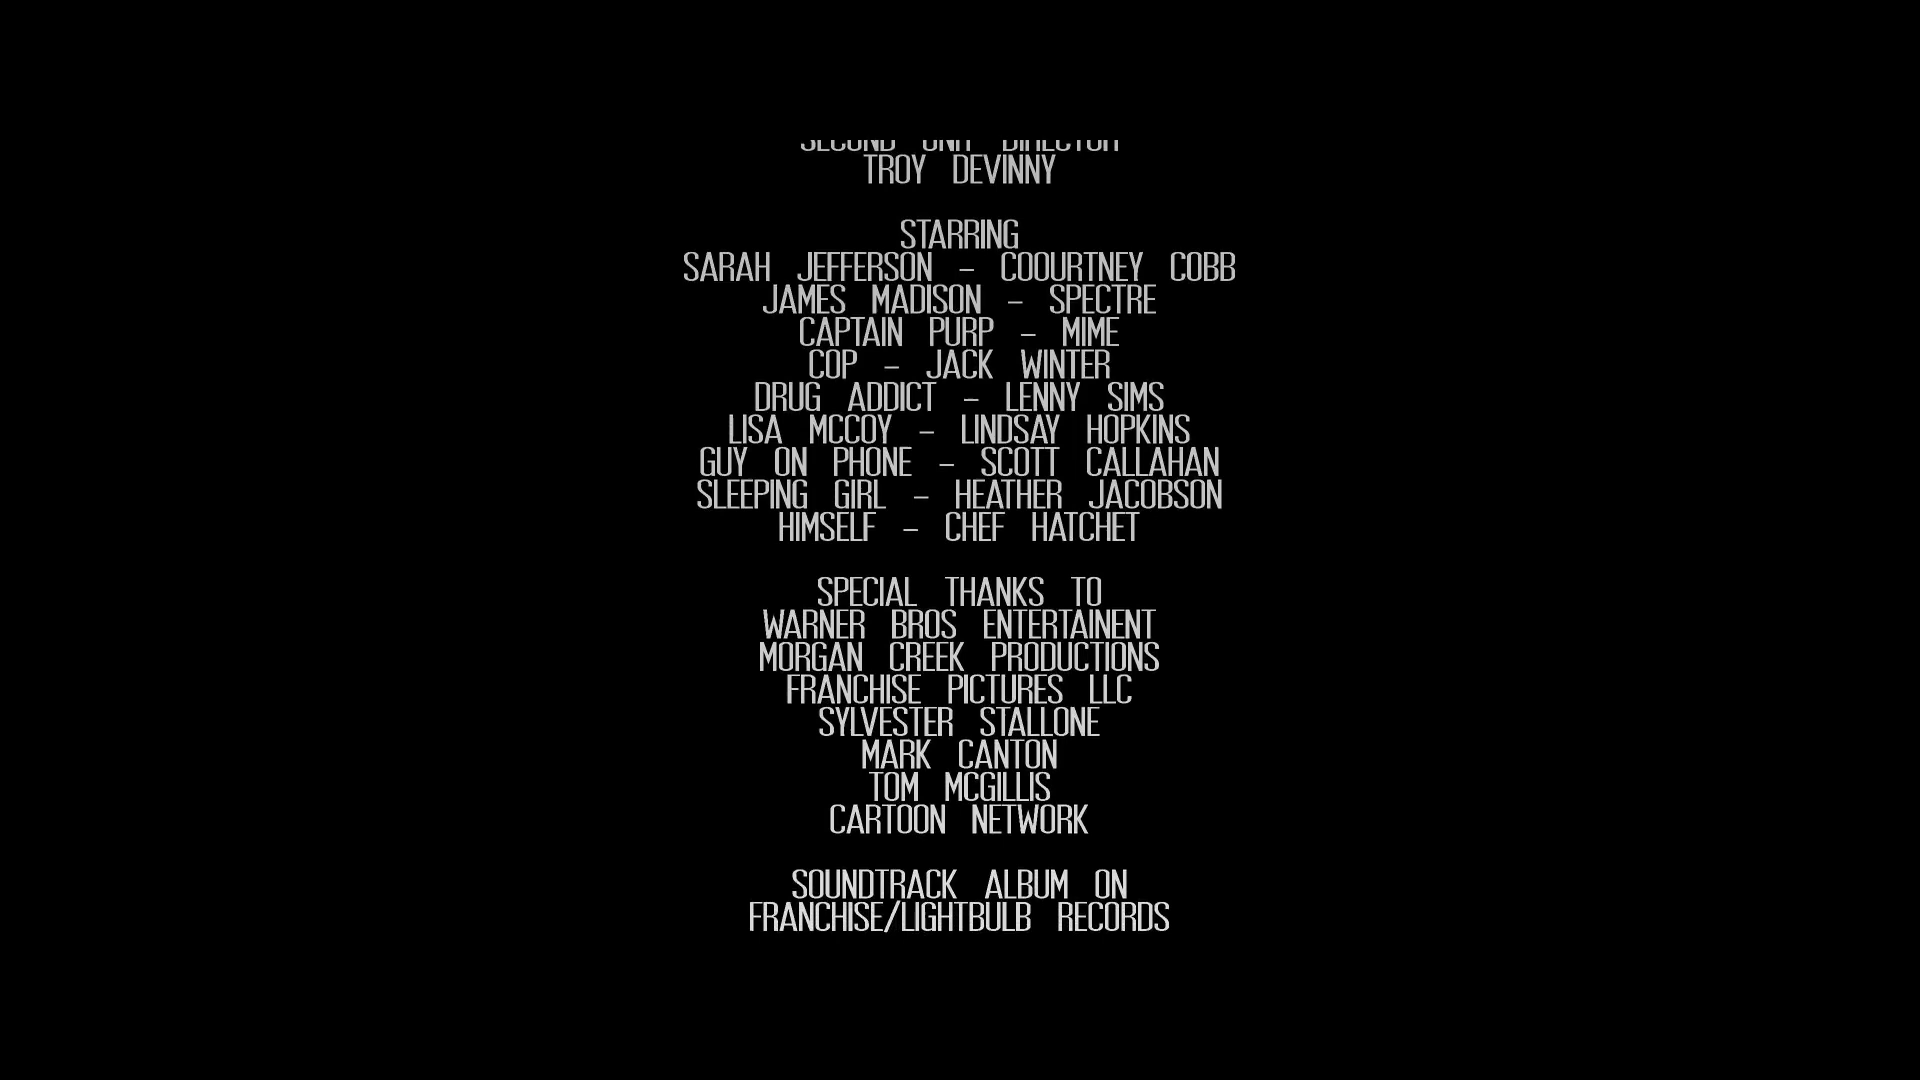 SECOND UNIT DIRECTOR
TROY DEVINNY
STARRING
SARAH JEFFERSON - COOURTNEY COBB
JAMES MADISON - SPECTRE
CAPTAIN PURP - MIME
COP - JACK WINTER
DRUG ADDICT - LENNY SIMS
LISA MCCOY - LINDSAY HOPKINS
GUY ON PHONE - SCOTT CALLAHAN
SLEEPING GIRL - HEATHER JACOBSON
HIMSELF - CHEF HATCHET
SPECIAL THANKS TO
WARNER BROS ENTERTAINENT
MORGAN CREEK PRODUCTIONS
FRANCHISE PICTURES LLC
SYLVESTER STALLONE
MARK CANTON
TOM MCGILLIS
CARTOON NETWORK
SOUNDTRACK ALBUM ON
FRANCHISE/LIGHTBULB RECORDS